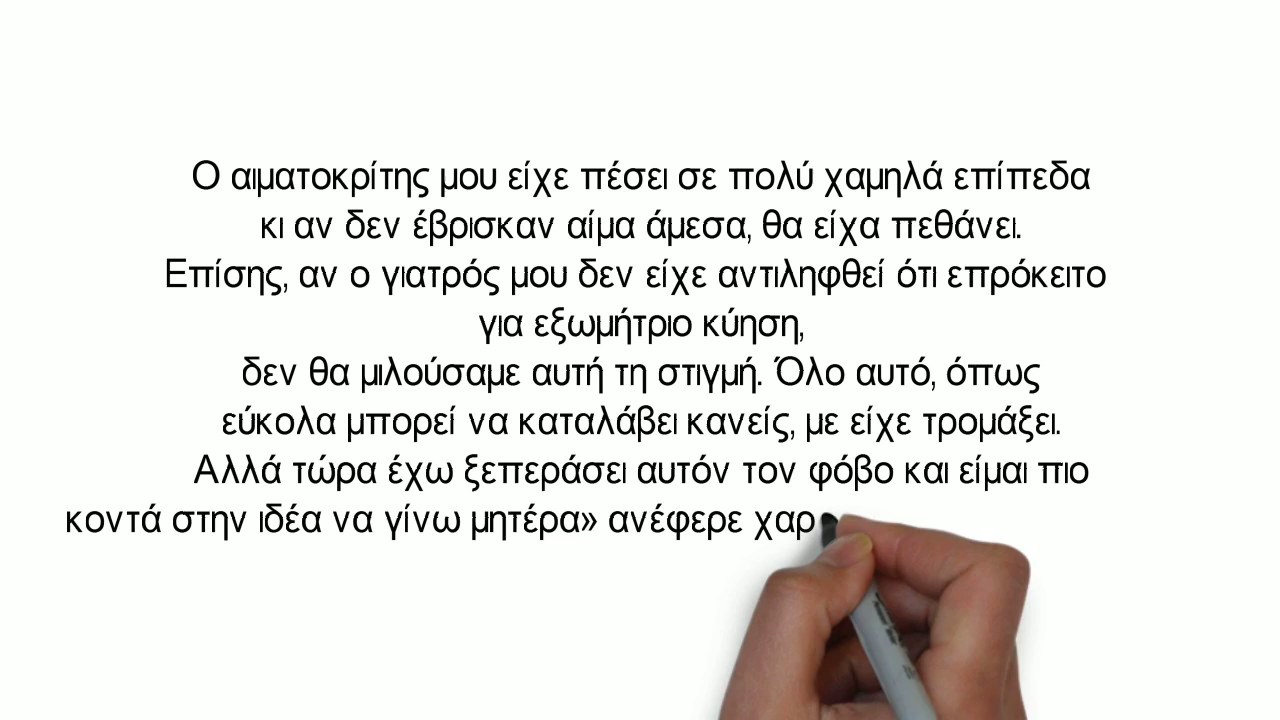 Ο αιματοκρίτης μου είχε πέσει σε πολύ χαμηλά επίπεδα
κι αν δεν έβρισκαν αίμα άμεσα, θα είχα πεθάνει.
Επίσης, αν ο γιατρός μου δεν είχε αντιληφθεί ότι επρόκειτο
για εξωμήτριο κύηση,
δεν θα μιλούσαμε αυτή τη στιγμή. Όλο αυτό, όπως
εύκολα μπορεί να καταλάβει κανείς, με είχε τρομάξει.
Αλλά τώρα έχω ξεπεράσει αυτόν τον φόβο και είμαι πιο
κοντά στην ιδέα να γίνω μητέρα» ανέφερε χαρ